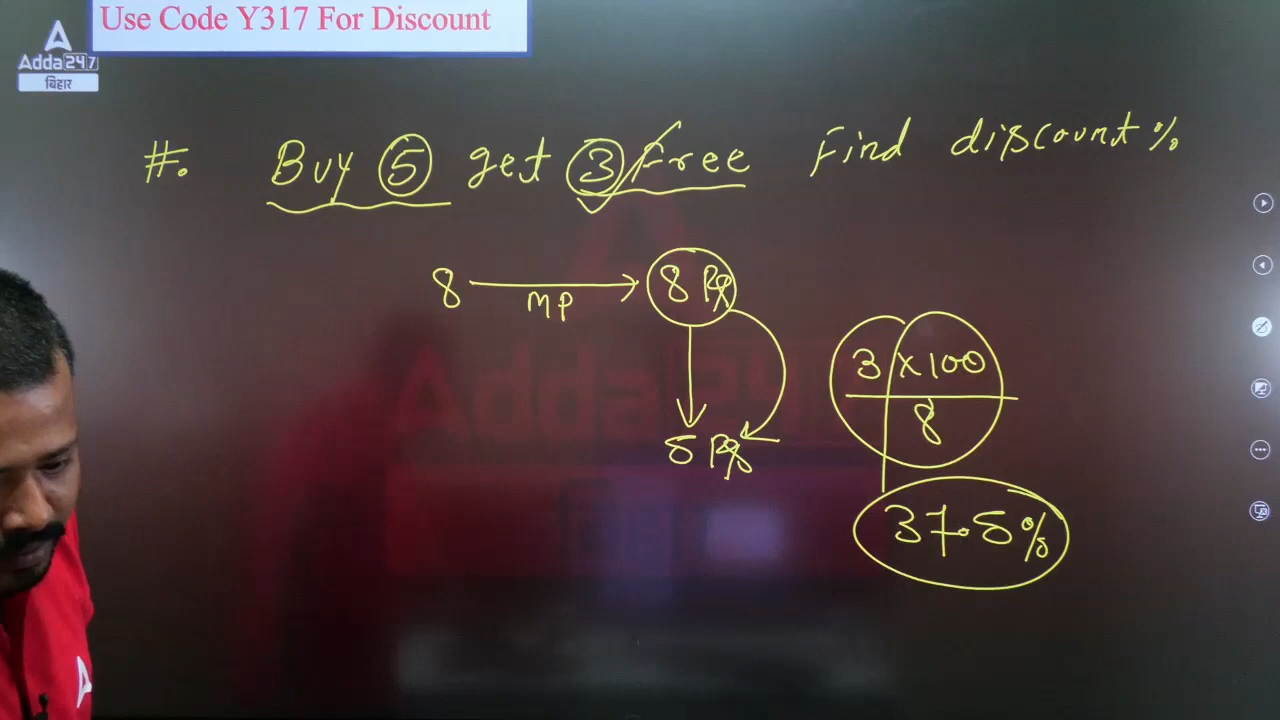 Use Code Y317 For Discount
Adda247
बिहार
#. Buy 5 get 3 Free Find discount %
8 MP 8 Rs
5 Rs
3 × 100
8
37.5%